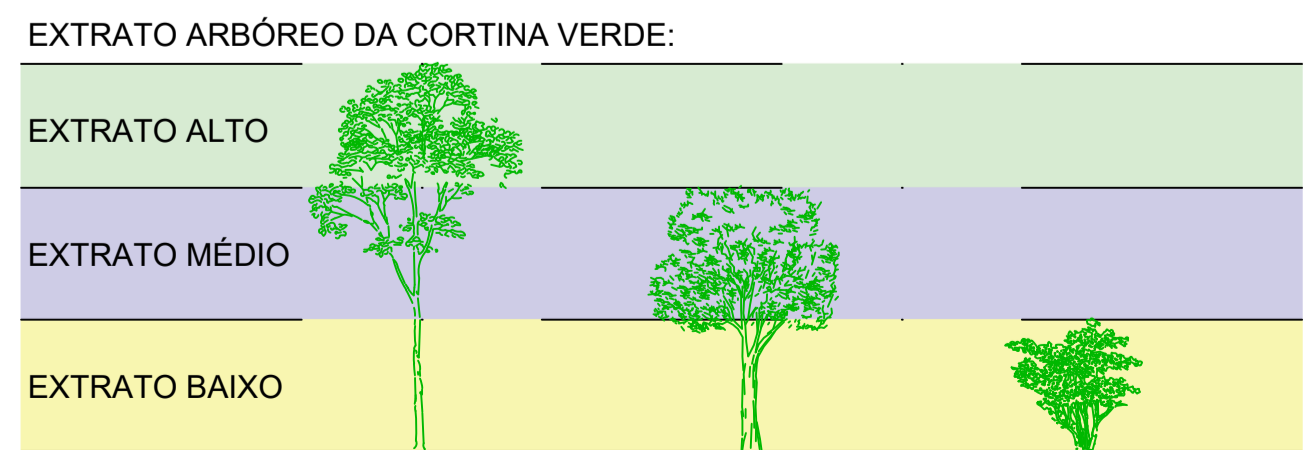 EXTRATO ARBÓREO DA CORTINA VERDE:
EXTRATO ALTO
EXTRATO MÉDIO
EXTRATO BAIXO